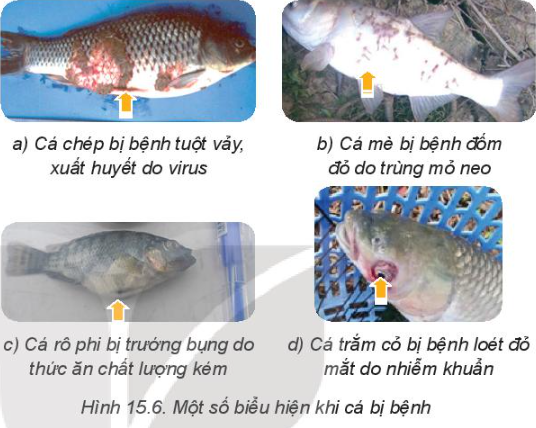 a) Cá chép bị bệnh tuột vảy,
xuất huyết do virus
b) Cá mè bị bệnh đốm
đỏ do trùng mỏ neo
c) Cá rô phi bị trướng bụng do
thức ăn chất lượng kém
d) Cá trắm cỏ bị bệnh loét đỏ
mắt do nhiễm khuẩn
Hình 15.6. Một số biểu hiện khi cá bị bệnh